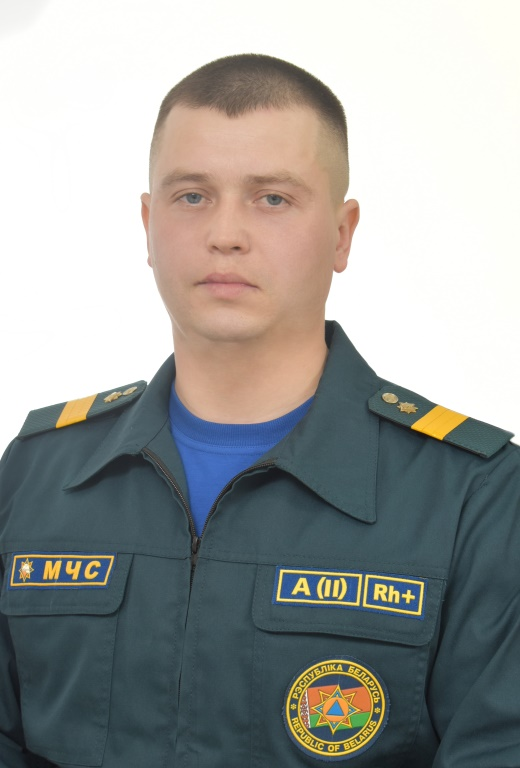 МЧС
A (II) Rh+
РЭСПУБЛІКА БЕЛАРУСЬ
REPUBLIC OF BELARUS